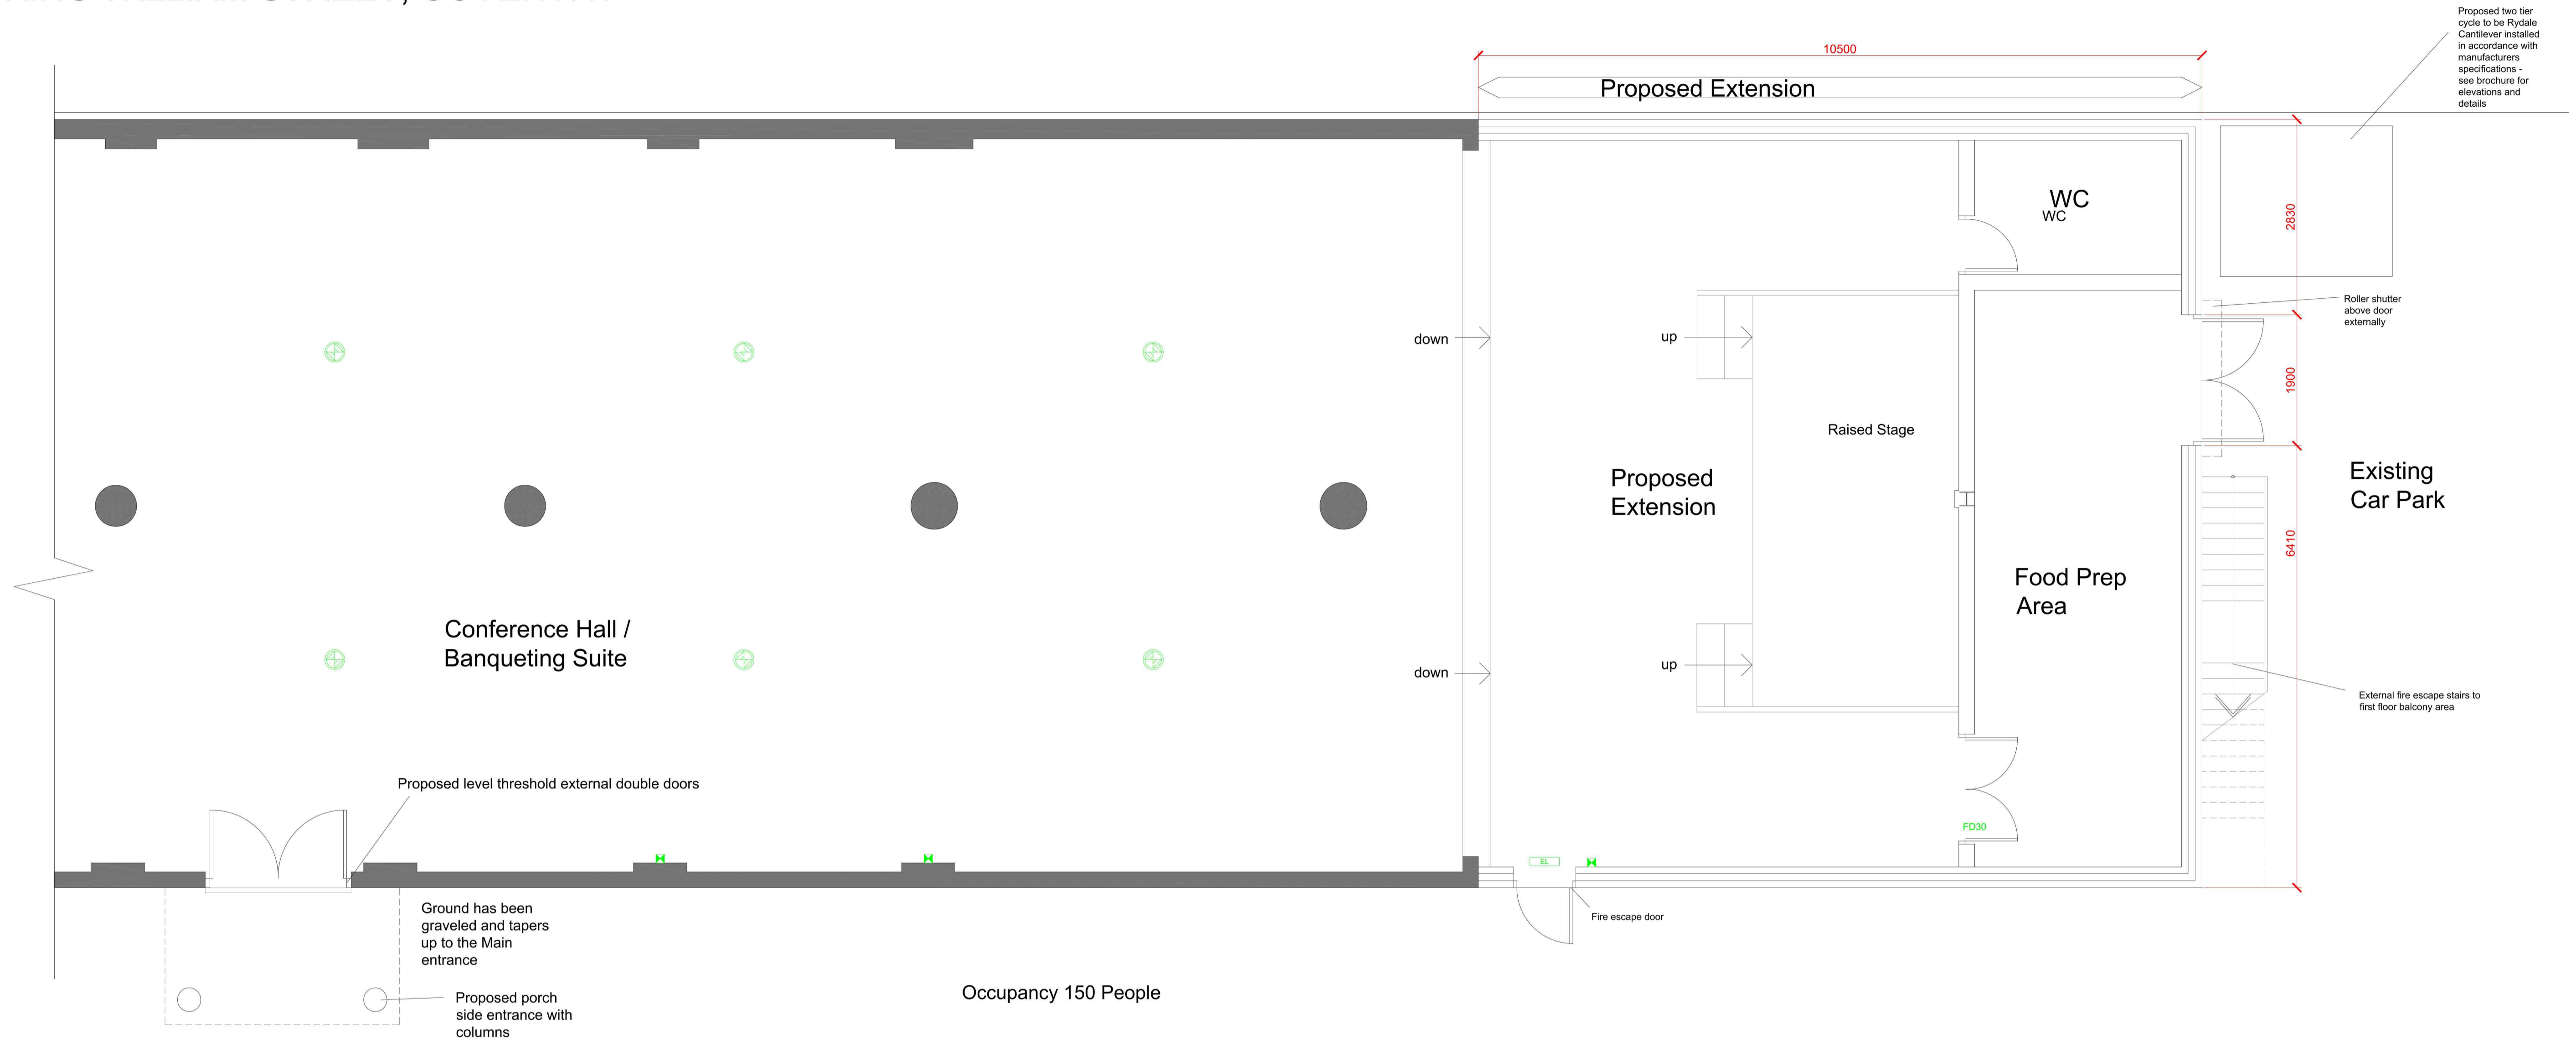 10500
Proposed Extension
Proposed two tier
cycle to be Rydale
Cantilever installed
in accordance with
manufacturers
specifications -
see brochure for
elevations and
details
WC
WC
2830
Roller shutter
above door
externally
down
up
1900
Raised Stage
Proposed
Extension
Existing
Car Park
6410
Food Prep
Area
Conference Hall /
Banqueting Suite
down
up
External fire escape stairs to
first floor balcony area
Proposed level threshold external double doors
FD30
EL
Fire escape door
Ground has been
graveled and tapers
up to the Main
entrance
Occupancy 150 People
Proposed porch
side entrance with
columns